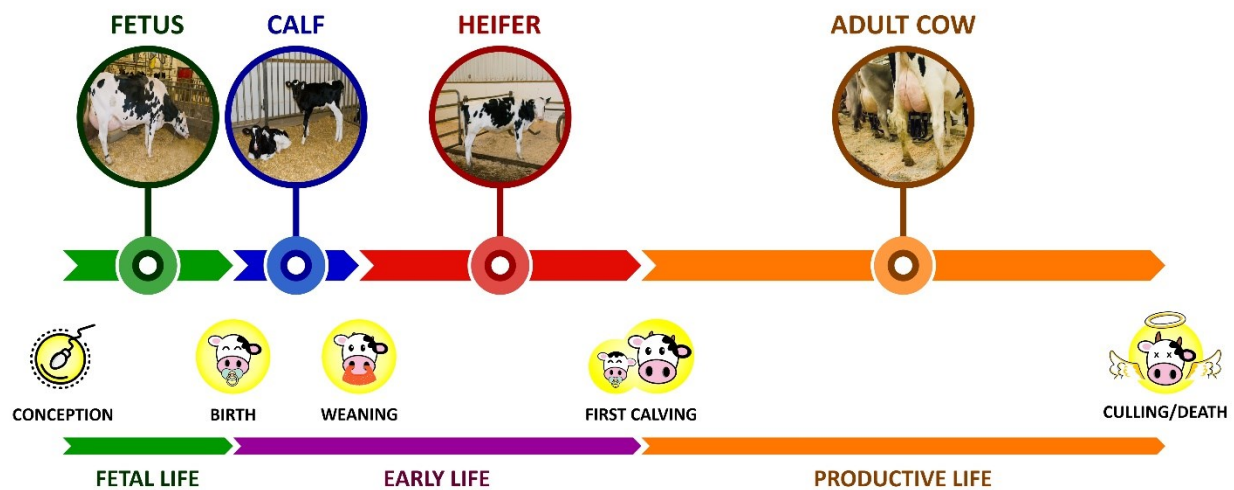 FETUS
CALF
HEIFER
ADULT COW
CONCEPTION
BIRTH
WEANING
FIRST CALVING
CULLING/DEATH
FETAL LIFE
EARLY LIFE
PRODUCTIVE LIFE